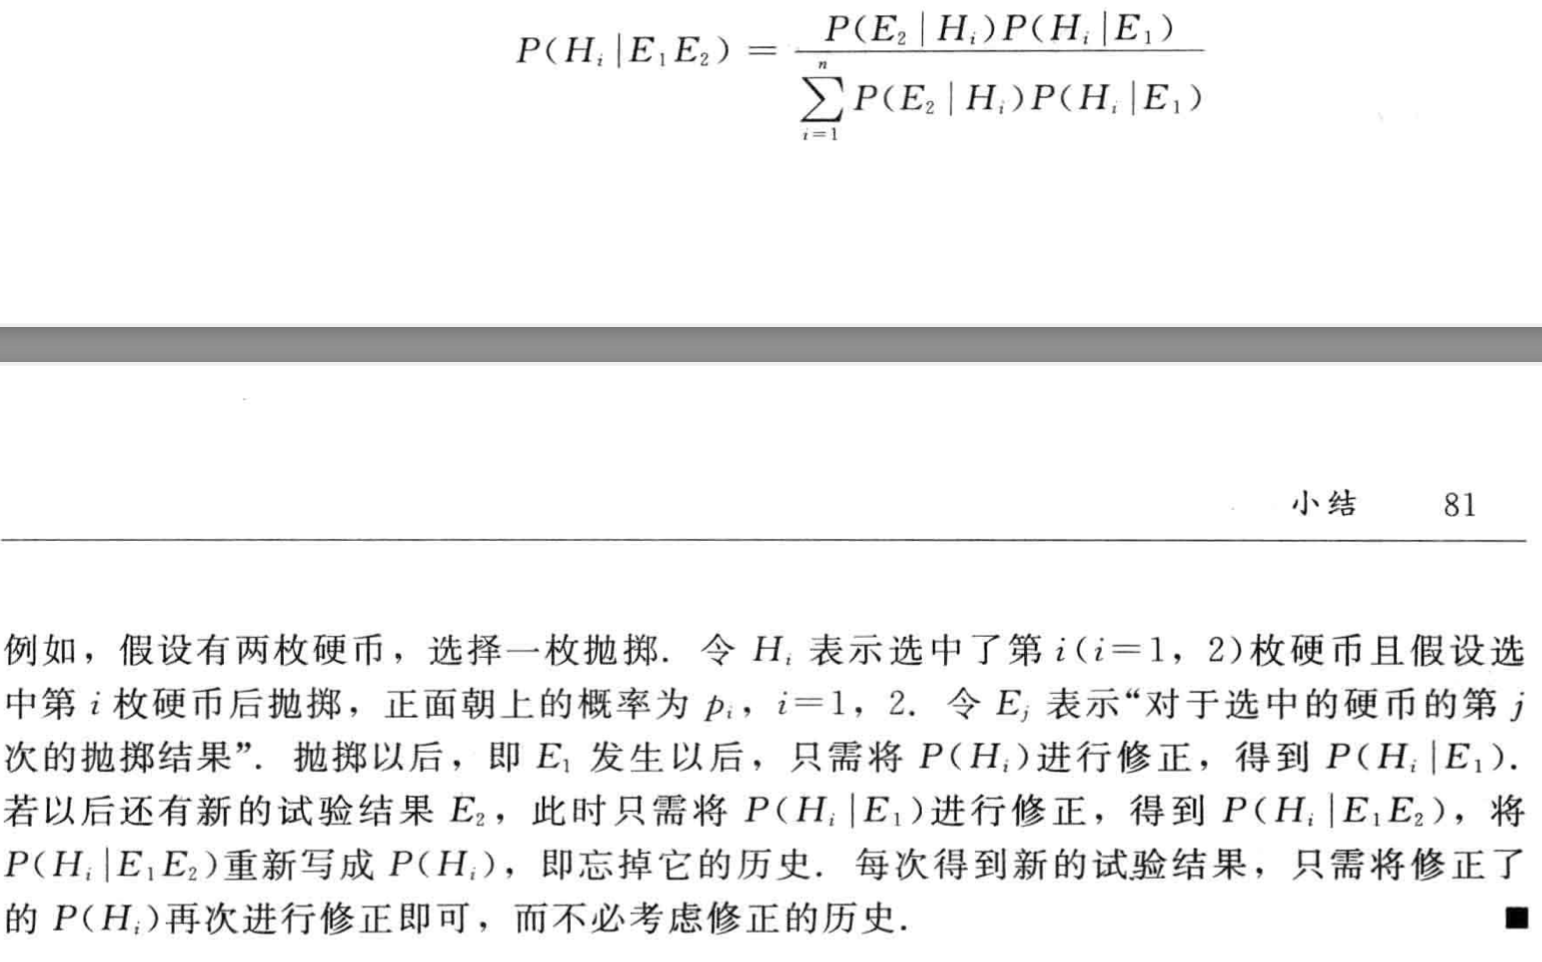 P(H_i|E_1E_2) = \frac{P(E_2|H_i)P(H_i|E_1)}{\sum_{i=1}^{n} P(E_2|H_i)P(H_i|E_1)}
小结 81
例如，假设有两枚硬币，选择一枚抛掷．令 H_i 表示选中了第 i(i=1，2)枚硬币且假设选
中第 i 枚硬币后抛掷，正面朝上的概率为 p_i，i=1，2．令 E_j 表示“对于选中的硬币的第 j
次的抛掷结果”．抛掷以后，即 E_1 发生以后，只需将 P(H_i)进行修正，得到 P(H_i|E_1)．
若以后还有新的试验结果 E_2，此时只需将 P(H_i|E_1)进行修正，得到 P(H_i|E_1E_2)，将
P(H_i|E_1E_2)重新写成 P(H_i)，即忘掉它的历史．每次得到新的试验结果，只需将修正了
的 P(H_i)再次进行修正即可，而不必考虑修正的历史． ■